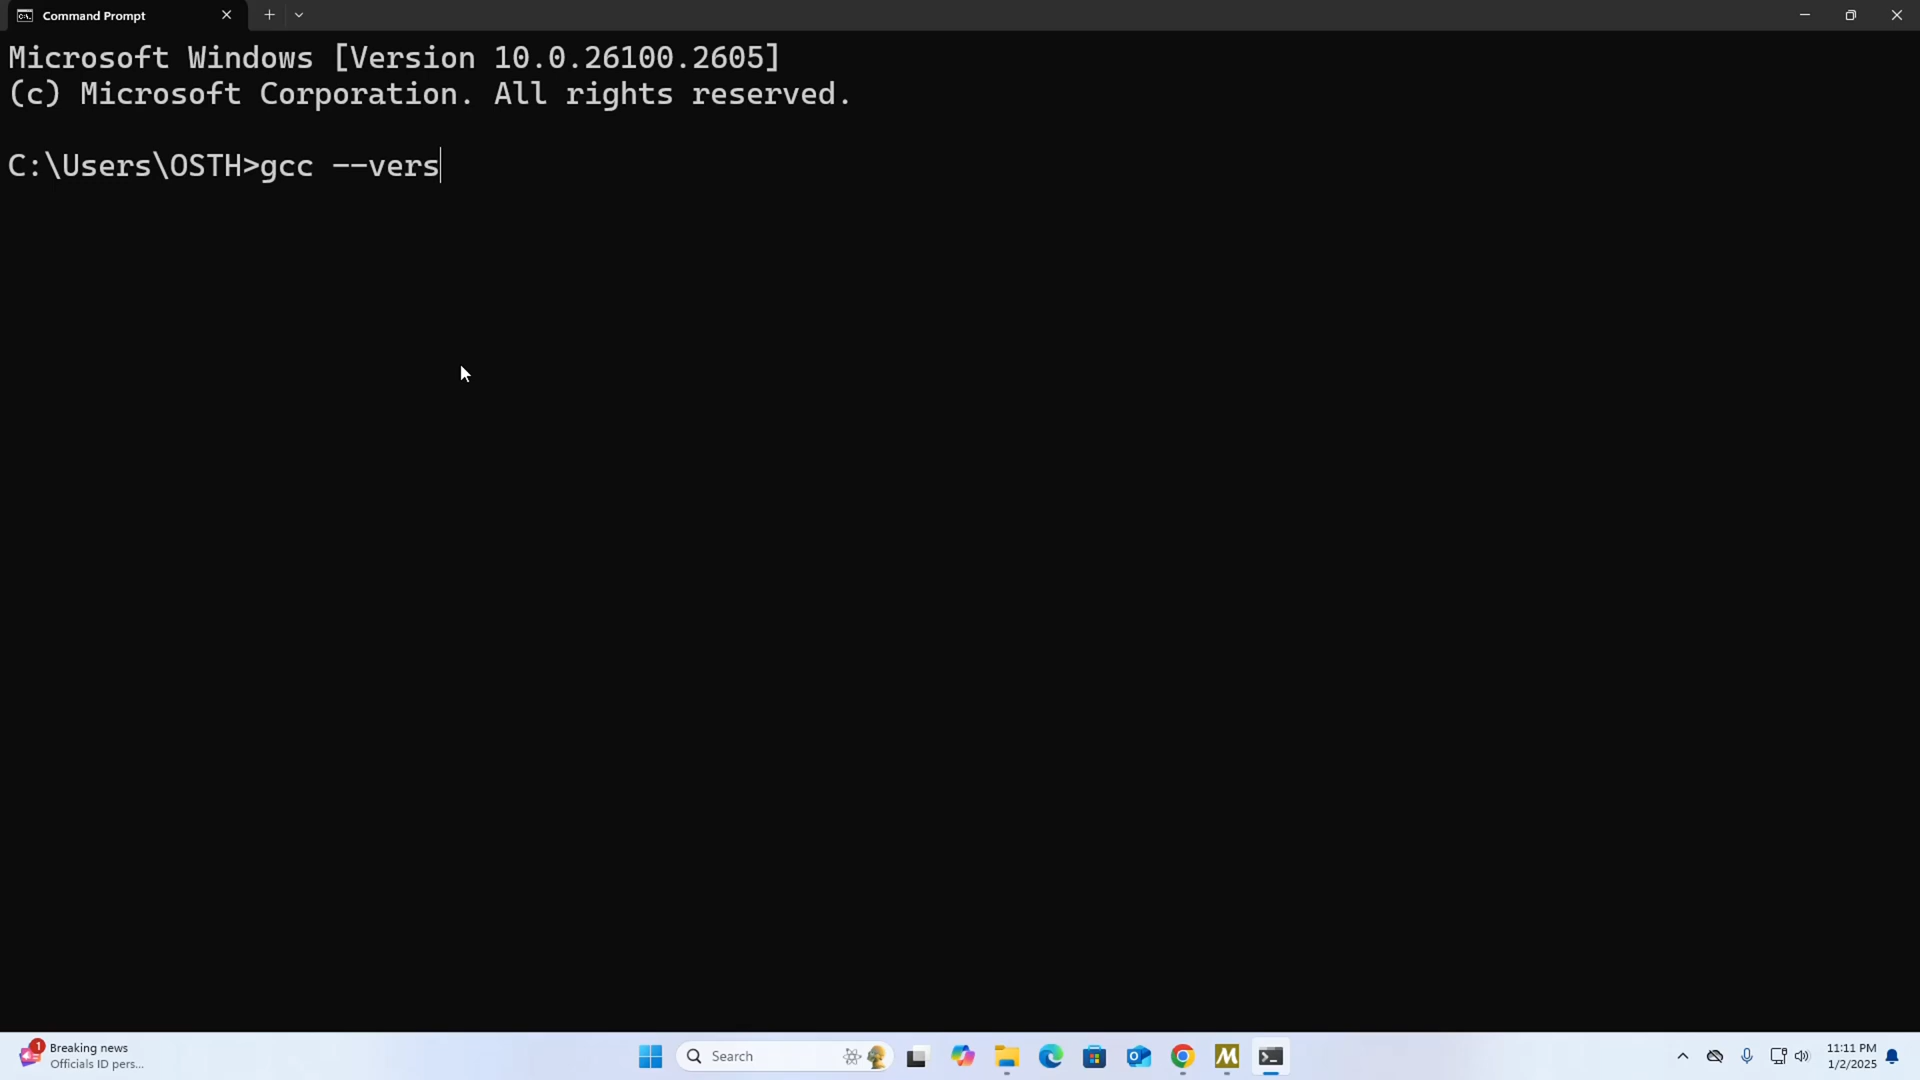 Command Prompt
Microsoft Windows [Version 10.0.26100.2605]
(c) Microsoft Corporation. All rights reserved.
C:\Users\OSTH>gcc --vers
1
Breaking news
Officials ID pers...
Search
11:11 PM
1/2/2025